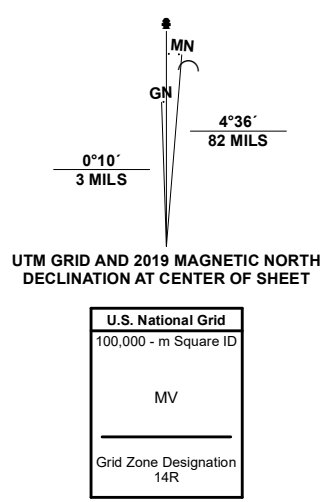 MN
GN
4°36´
82 MILS
0°10´
3 MILS
UTM GRID AND 2019 MAGNETIC NORTH
DECLINATION AT CENTER OF SHEET
U.S. National Grid
100,000 - m Square ID
MV
Grid Zone Designation
14R